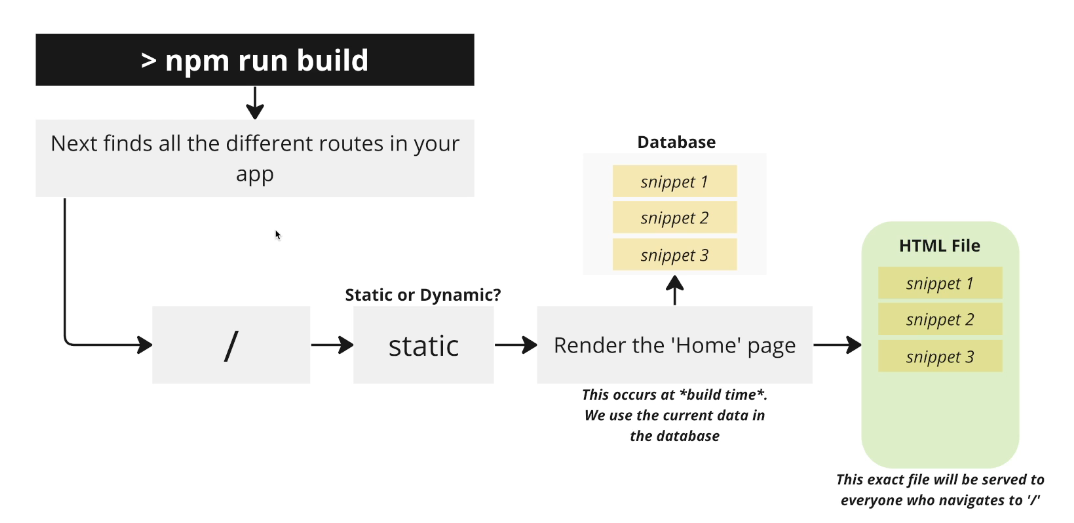 > npm run build
Next finds all the different routes in your
app
Database
snippet 1
snippet 2
snippet 3
HTML File
snippet 1
snippet 2
snippet 3
Static or Dynamic?
/
static
Render the 'Home' page
This occurs at *build time*.
We use the current data in
the database
This exact file will be served to
everyone who navigates to '/'